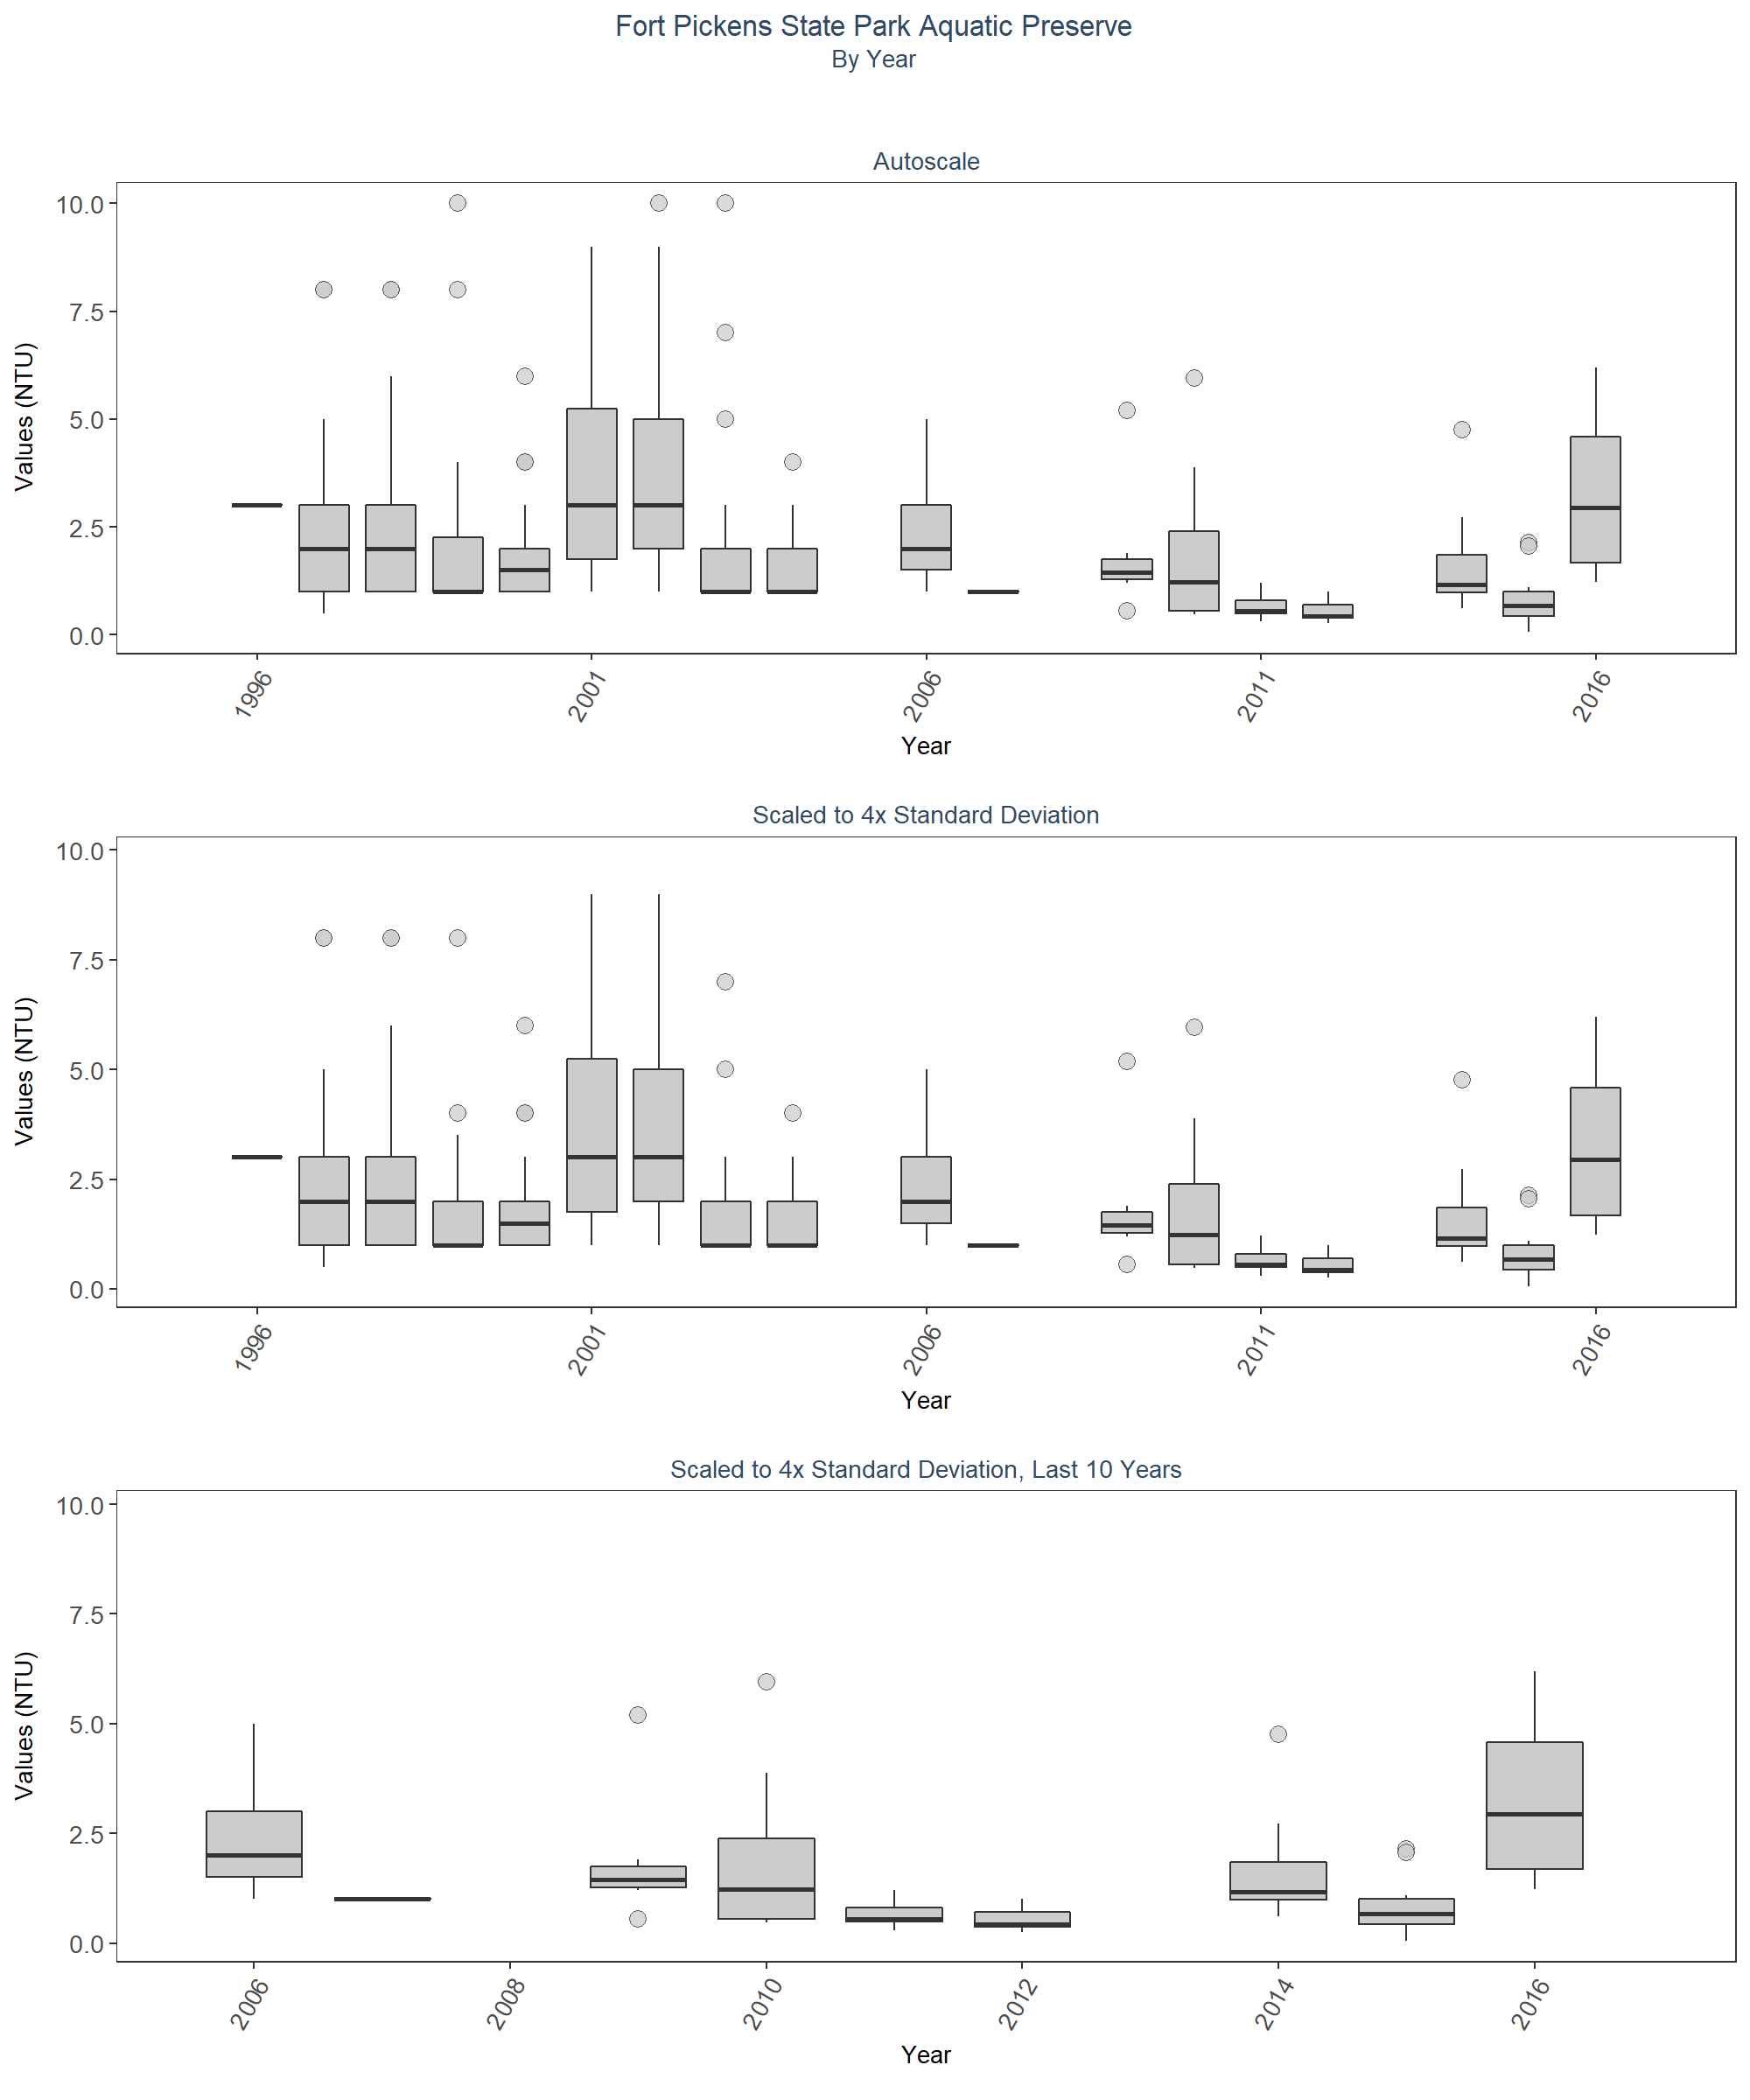 Fort Pickens State Park Aquatic Preserve
By Year
Autoscale
Values (NTU)
10.0
7.5
5.0
2.5
0.0
1996 2001 2006 2011 2016
Year
Scaled to 4x Standard Deviation
Values (NTU)
10.0
7.5
5.0
2.5
0.0
1996 2001 2006 2011 2016
Year
Scaled to 4x Standard Deviation, Last 10 Years
Values (NTU)
10.0
7.5
5.0
2.5
0.0
2006 2008 2010 2012 2014 2016
Year